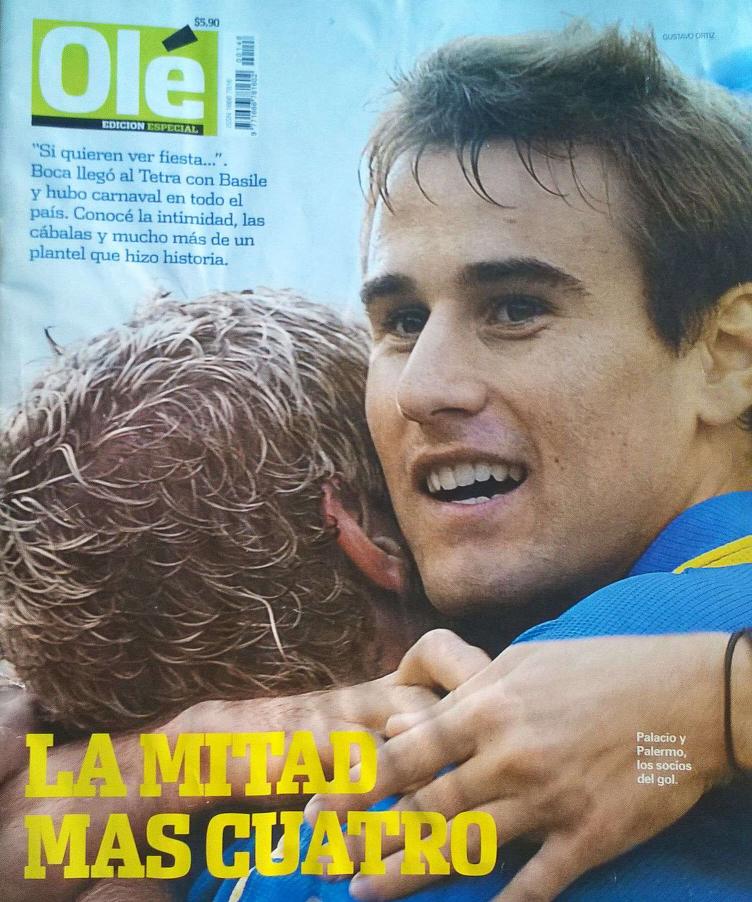 $5,90
Olé
EDICION ESPECIAL
GUSTAVO ORTIZ
"Si quieren ver fiesta...".
Boca llegó al Tetra con Basile
y hubo carnaval en todo el
país. Conocé la intimidad, las
cábalas y mucho más de un
plantel que hizo historia.
Palacio y
Palermo,
los socios
del gol.
LA MITAD
MAS CUATRO